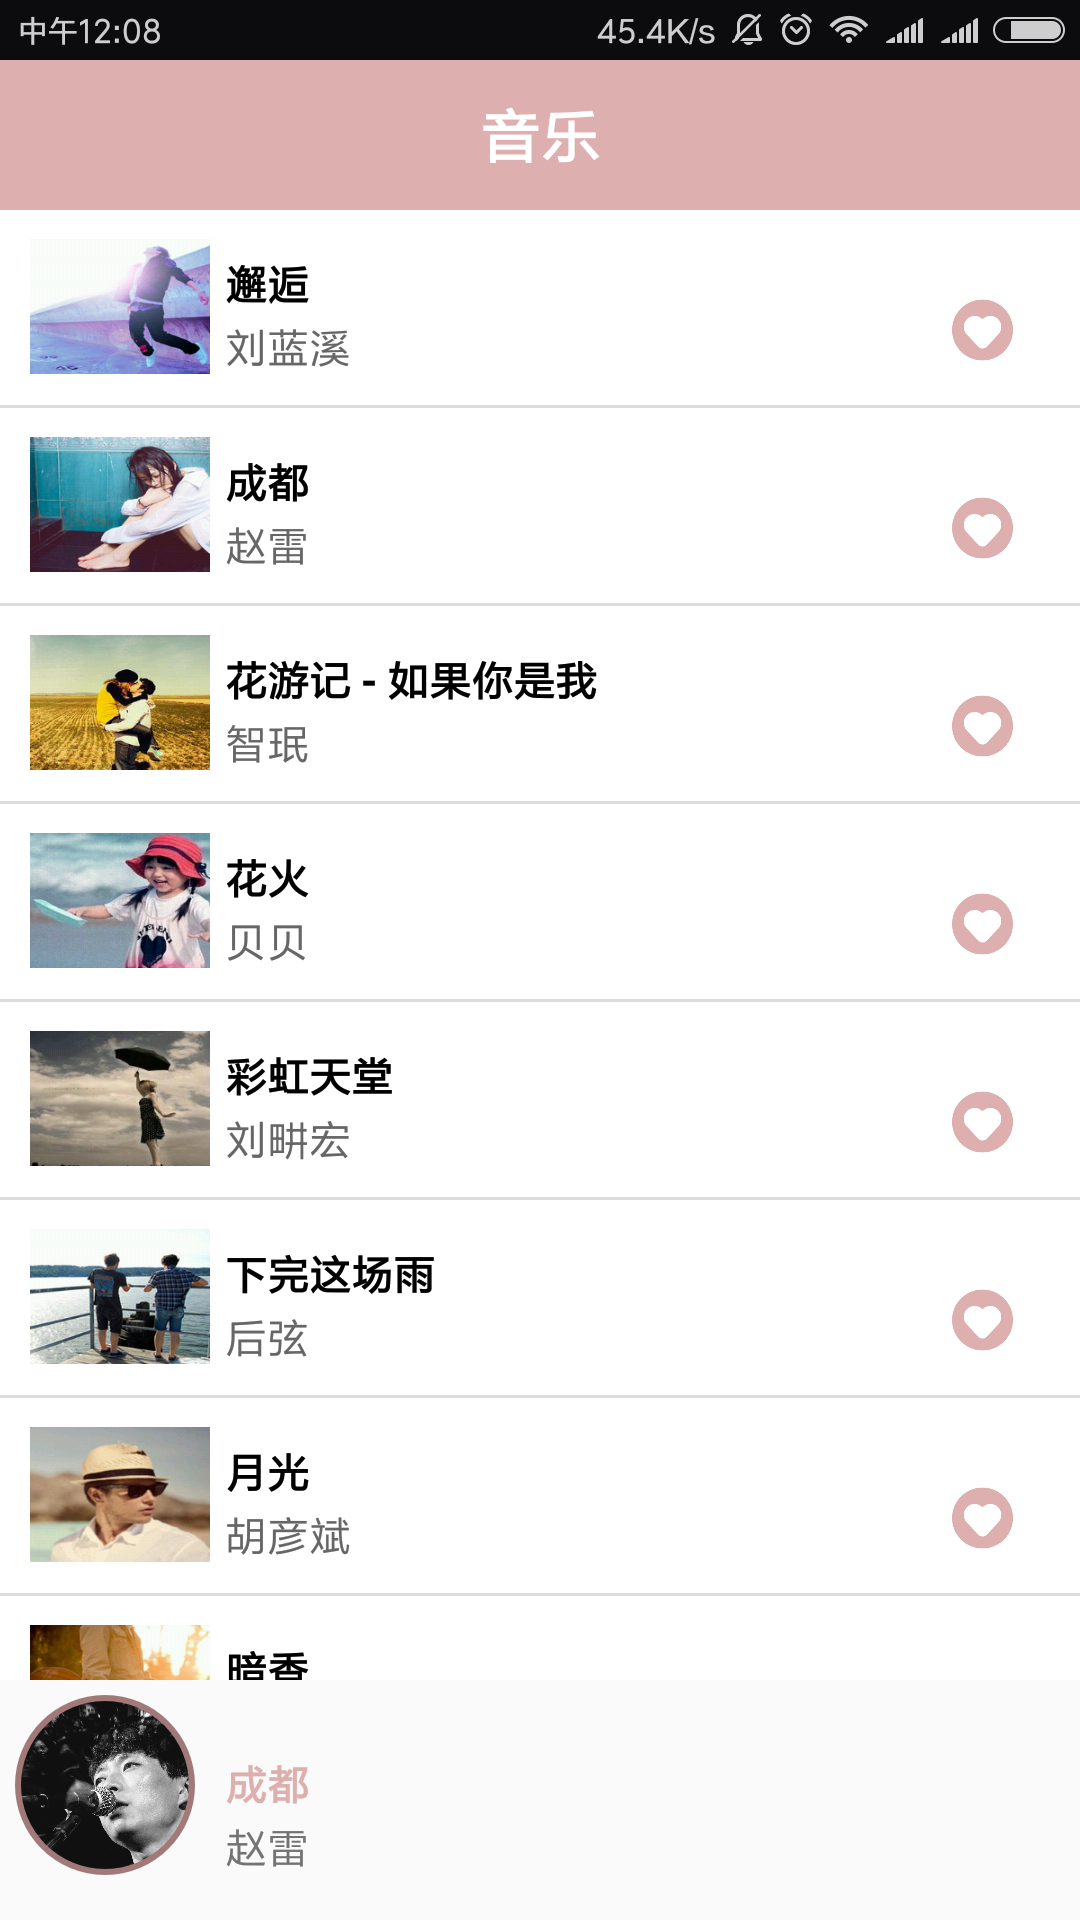 中午12:08
45.4K/s
音乐
邂逅
刘蓝溪
成都
赵雷
花游记 - 如果你是我
智珉
花火
贝贝
彩虹天堂
刘畊宏
下完这场雨
后弦
月光
胡彦斌
暗香
成都
赵雷